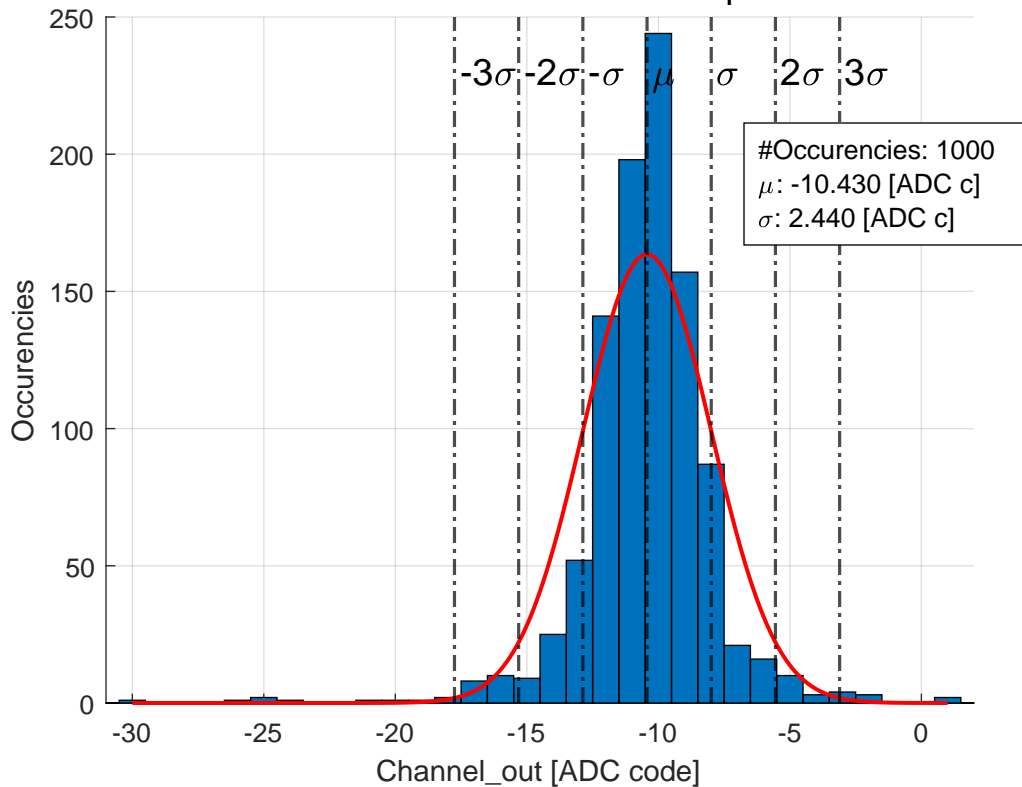 250
200
150
100
50
0
Occurencies
-3σ -2σ -σ μ σ 2σ 3σ
#Occurencies: 1000
μ: -10.430 [ADC c]
σ: 2.440 [ADC c]
-30 -25 -20 -15 -10 -5 0
Channel_out [ADC code]